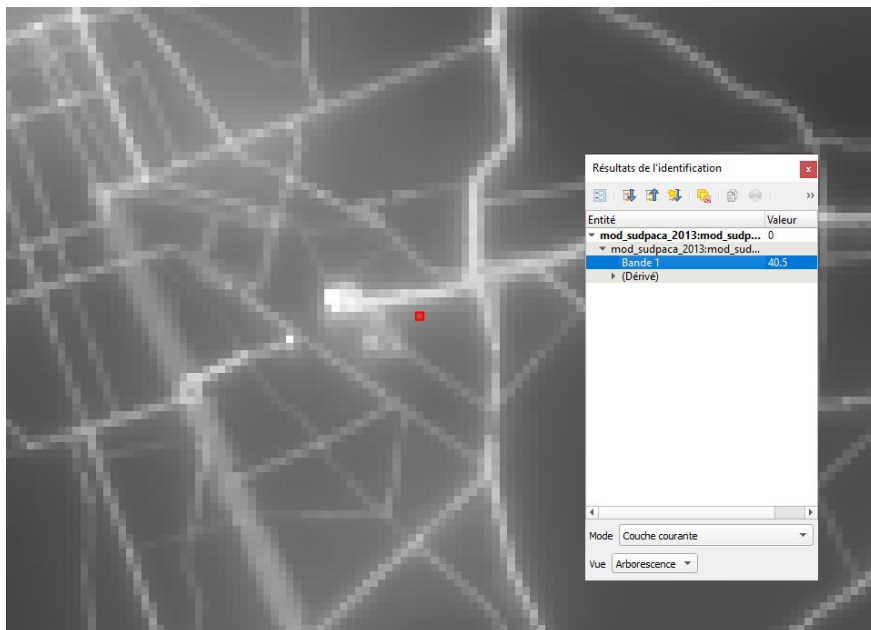 Résultats de l'identification
x
»
Entité Valeur
mod_sudpaca_2013:mod_sudp... 0
mod_sudpaca_2013:mod_sud...
Bande 1 40.5
(Dérivé)
Mode Couche courante
Vue Arborescence